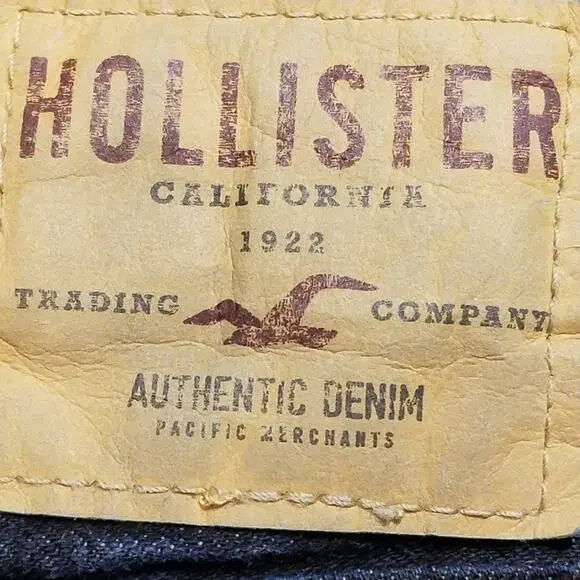 HOLLISTER
CALIFORNIA
1922
TRADING COMPANY
AUTHENTIC DENIM
PACIFIC MERCHANTS